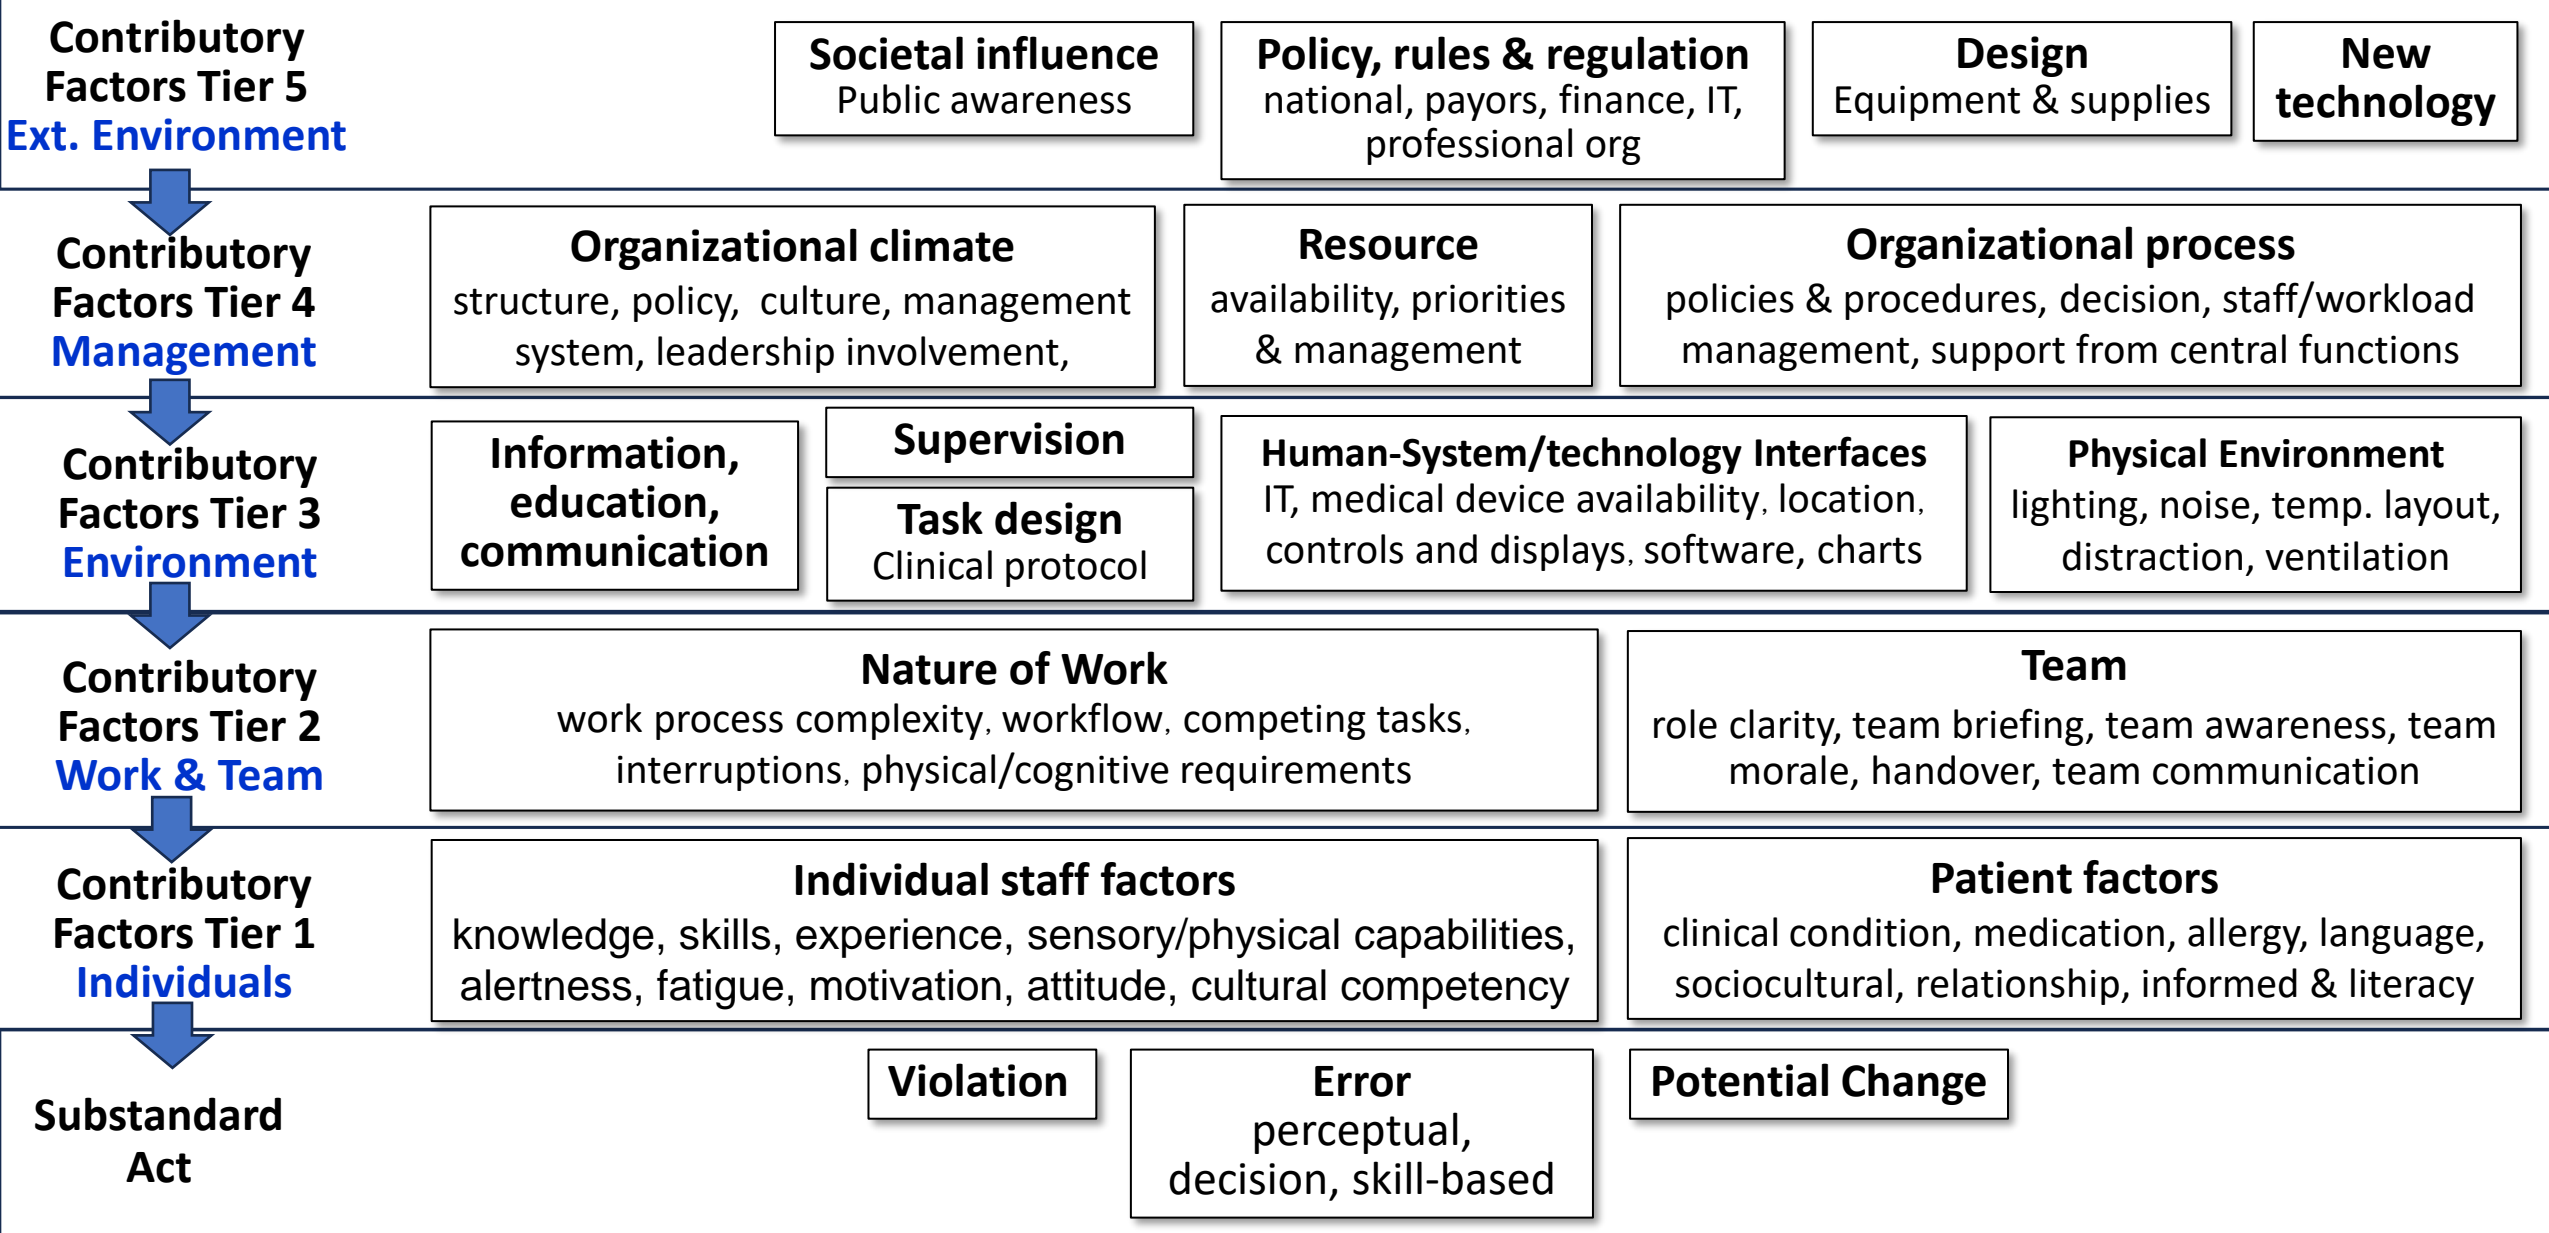 Contributory
Factors Tier 5
Ext. Environment
Societal influence
Public awareness
Policy, rules & regulation
national, payors, finance, IT,
professional org
Design
Equipment & supplies
New
technology
Contributory
Factors Tier 4
Management
Organizational climate
structure, policy, culture, management
system, leadership involvement,
Resource
availability, priorities
& management
Organizational process
policies & procedures, decision, staff/workload
management, support from central functions
Contributory
Factors Tier 3
Environment
Information,
education,
communication
Supervision
Task design
Clinical protocol
Human-System/technology Interfaces
IT, medical device availability, location,
controls and displays, software, charts
Physical Environment
lighting, noise, temp. layout,
distraction, ventilation
Contributory
Factors Tier 2
Work & Team
Nature of Work
work process complexity, workflow, competing tasks,
interruptions, physical/cognitive requirements
Team
role clarity, team briefing, team awareness, team
morale, handover, team communication
Contributory
Factors Tier 1
Individuals
Individual staff factors
knowledge, skills, experience, sensory/physical capabilities,
alertness, fatigue, motivation, attitude, cultural competency
Patient factors
clinical condition, medication, allergy, language,
sociocultural, relationship, informed & literacy
Substandard
Act
Violation
Error
perceptual,
decision, skill-based
Potential Change